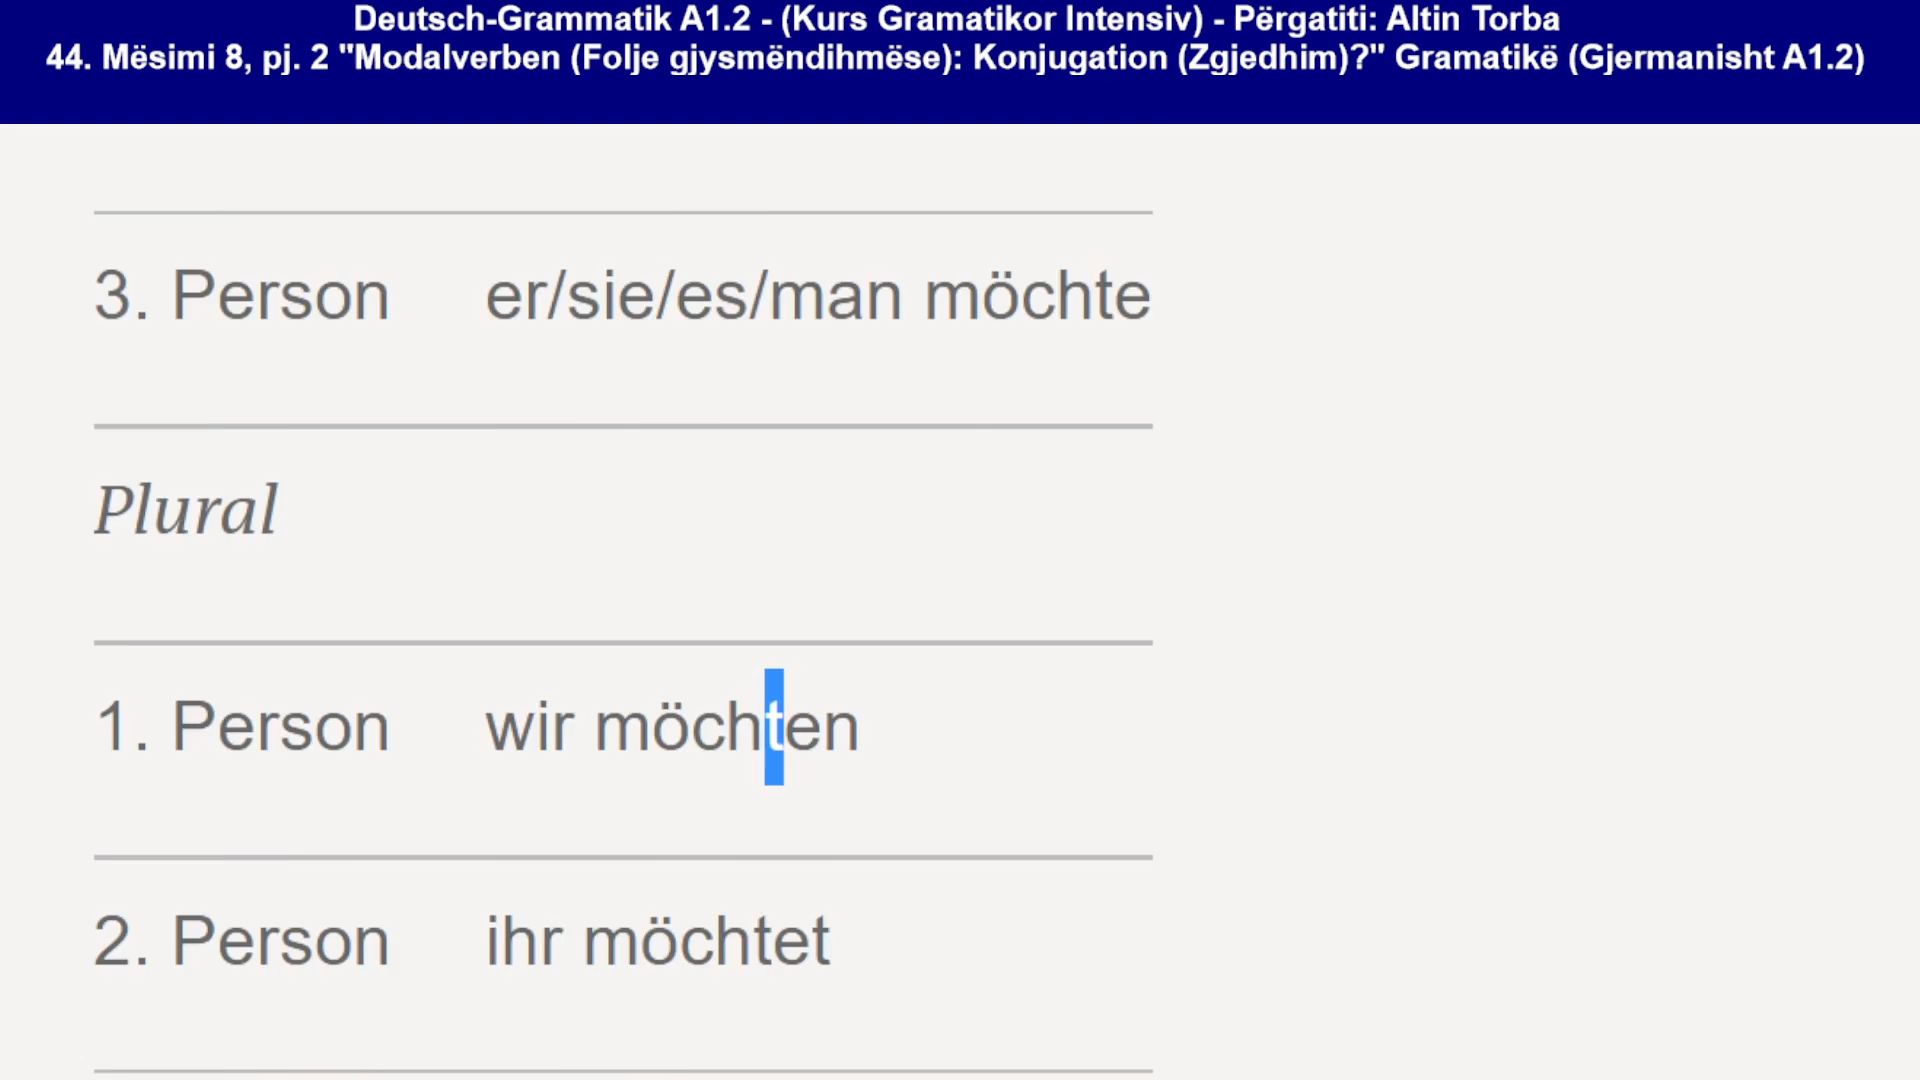 Deutsch-Grammatik A1.2 - (Kurs Gramatikor Intensiv) - Përgatiti: Altin Torba
44. Mësimi 8, pj. 2 "Modalverben (Folje gjysmëndihmëse): Konjugation (Zgjedhim)?" Gramatikë (Gjermanisht A1.2)
3. Person er/sie/es/man möchte
Plural
1. Person wir möchten
2. Person ihr möchtet